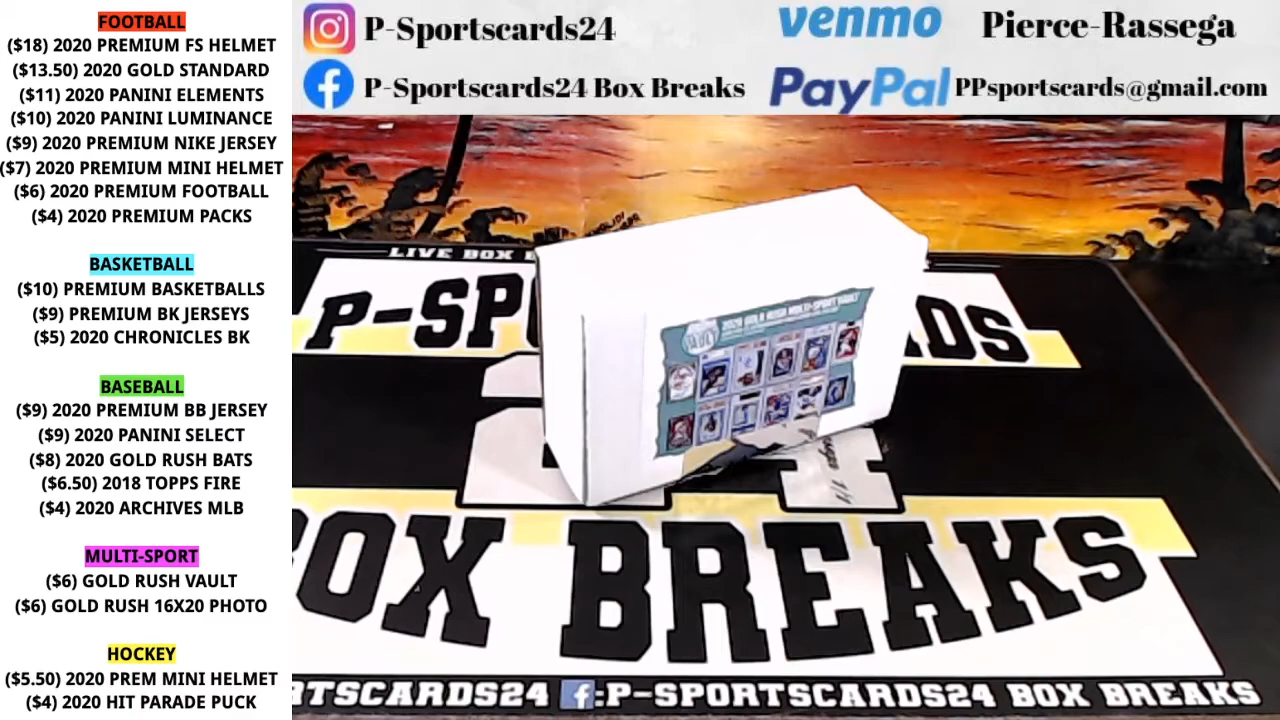 FOOTBALL
($18) 2020 PREMIUM FS HELMET
($13.50) 2020 GOLD STANDARD
($11) 2020 PANINI ELEMENTS
($10) 2020 PANINI LUMINANCE
($9) 2020 PREMIUM NIKE JERSEY
($7) 2020 PREMIUM MINI HELMET
($6) 2020 PREMIUM FOOTBALL
($4) 2020 PREMIUM PACKS
BASKETBALL
($10) PREMIUM BASKETBALLS
($9) PREMIUM BK JERSEYS
($5) 2020 CHRONICLES BK
BASEBALL
($9) 2020 PREMIUM BB JERSEY
($9) 2020 PANINI SELECT
($8) 2020 GOLD RUSH BATS
($6.50) 2018 TOPPS FIRE
($4) 2020 ARCHIVES MLB
MULTI-SPORT
($6) GOLD RUSH VAULT
($6) GOLD RUSH 16X20 PHOTO
HOCKEY
($5.50) 2020 PREM MINI HELMET
($4) 2020 HIT PARADE PUCK
P-Sportscards24
venmo Pierce-Rassega
P-Sportscards24 Box Breaks
PayPal PPsportscards@gmail.com
LIVE BOX
P-SP
DS
2020 GOLD RUSH MULTI-SPORT VAULT
OX BREAKS
RTSCARDS24 f:P-SPORTSCARDS24 BOX BREAKS